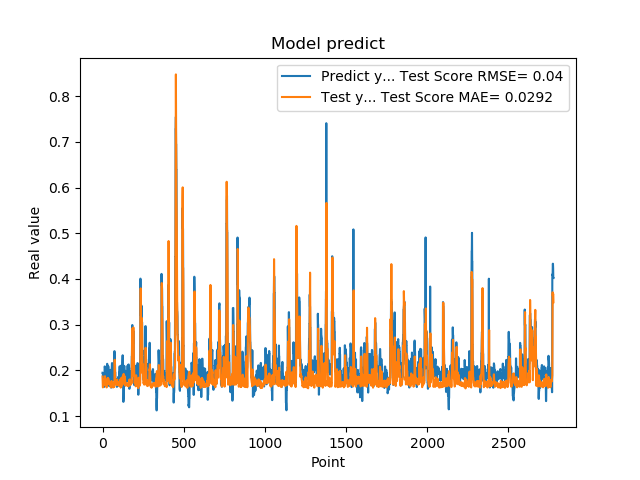 Model predict
Predict y... Test Score RMSE= 0.04
Test y... Test Score MAE= 0.0292
Real value
0.8
0.7
0.6
0.5
0.4
0.3
0.2
0.1
0
500
1000
1500
2000
2500
Point